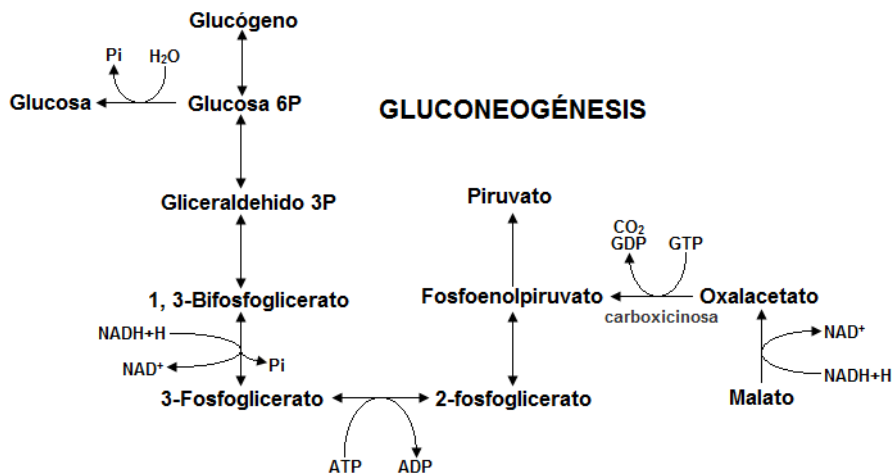 Glucógeno
Pi
H₂O
Glucosa
Glucosa 6P
GLUCONEOGÉNESIS
Gliceraldehido 3P
Piruvato
CO₂
GDP
GTP
1, 3-Bifosfoglicerato
Fosfoenolpiruvato
Oxalacetato
carboxicinosa
NADH+H
NAD⁺
Pi
NAD⁺
NADH+H
3-Fosfoglicerato
2-fosfoglicerato
Malato
ATP
ADP